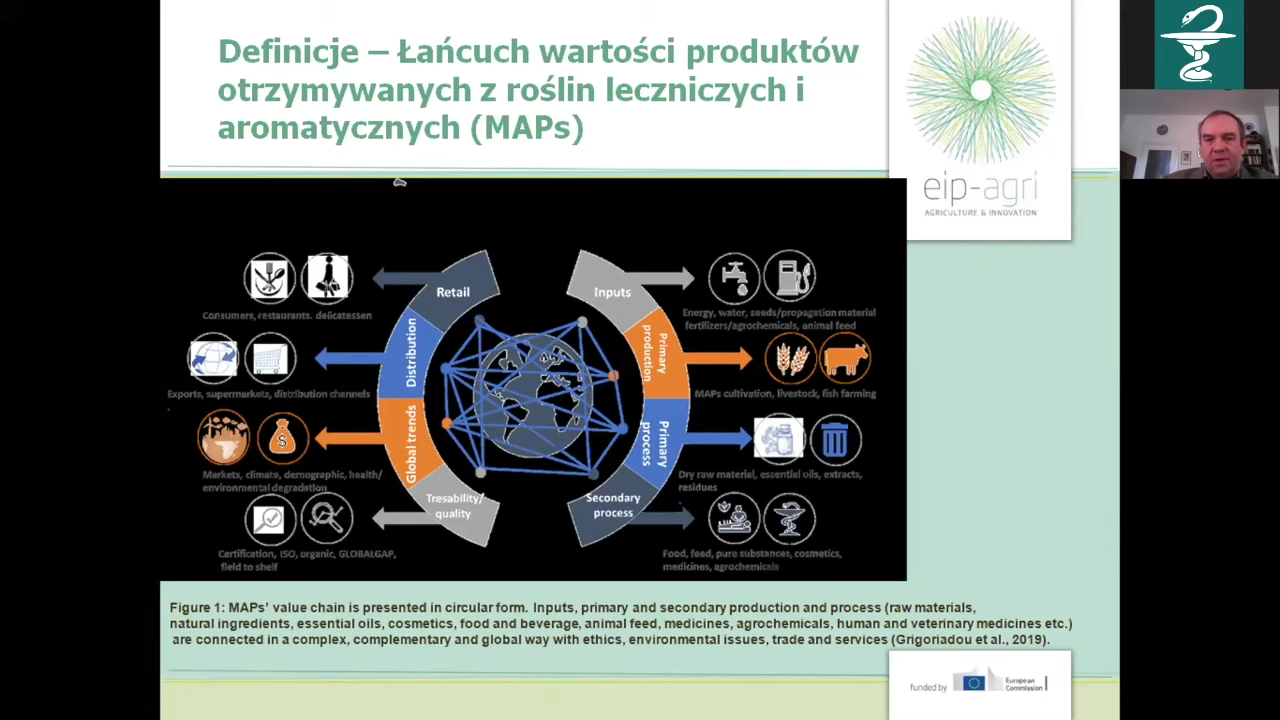 Definicje – Łańcuch wartości produktów
otrzymywanych z roślin leczniczych i
aromatycznych (MAPs)
eip-agri
AGRICULTURE & INNOVATION
Retail
Consumers, restaurants. delicatessen
Distribution
Exports, supermarkets, distribution channels
Global trends
Markets, climate, demographic, health/
environmental degradation
Tresability/
quality
Certification, ISO, organic, GLOBALGAP,
field to shelf
Inputs
Energy, water, seeds/propagation material
fertilizers/agrochemicals, animal feed
Primary
production
MAPs cultivation, livestock, fish farming
Primary
process
Dry raw material, essential oils, extracts,
residues
Secondary
process
Food, feed, pure substances, cosmetics,
medicines, agrochemicals
Figure 1: MAPs' value chain is presented in circular form. Inputs, primary and secondary production and process (raw materials,
natural ingredients, essential oils, cosmetics, food and beverage, animal feed, medicines, agrochemicals, human and veterinary medicines etc.)
are connected in a complex, complementary and global way with ethics, environmental issues, trade and services (Grigoriadou et al., 2019).
funded by
European
Commission